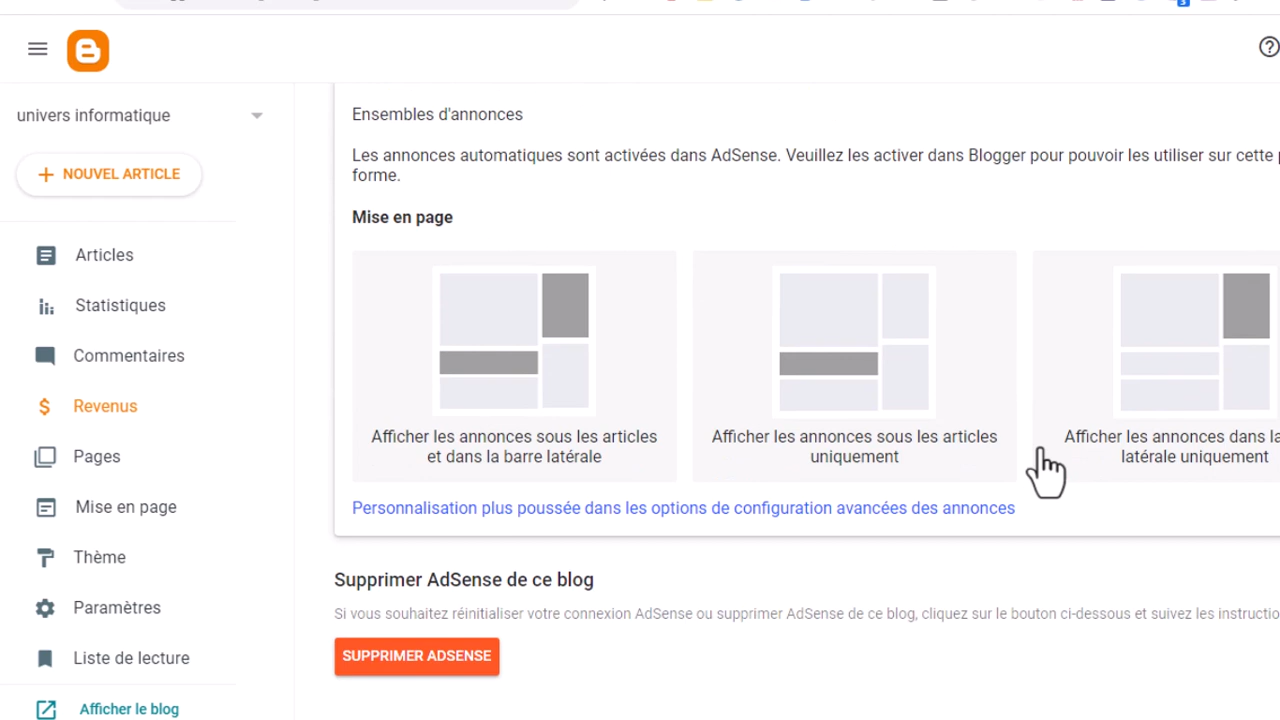 univers informatique
NOUVEL ARTICLE
Articles
Statistiques
Commentaires
Revenus
Pages
Mise en page
Thème
Paramètres
Liste de lecture
Afficher le blog
Ensembles d'annonces
Les annonces automatiques sont activées dans AdSense. Veuillez les activer dans Blogger pour pouvoir les utiliser sur cette
forme.
Mise en page
Afficher les annonces sous les articles
et dans la barre latérale
Afficher les annonces sous les articles
uniquement
Afficher les annonces dans
latérale uniquement
Personnalisation plus poussée dans les options de configuration avancées des annonces
Supprimer AdSense de ce blog
Si vous souhaitez réinitialiser votre connexion AdSense ou supprimer AdSense de ce blog, cliquez sur le bouton ci-dessous et suivez les
SUPPRIMER ADSENSE